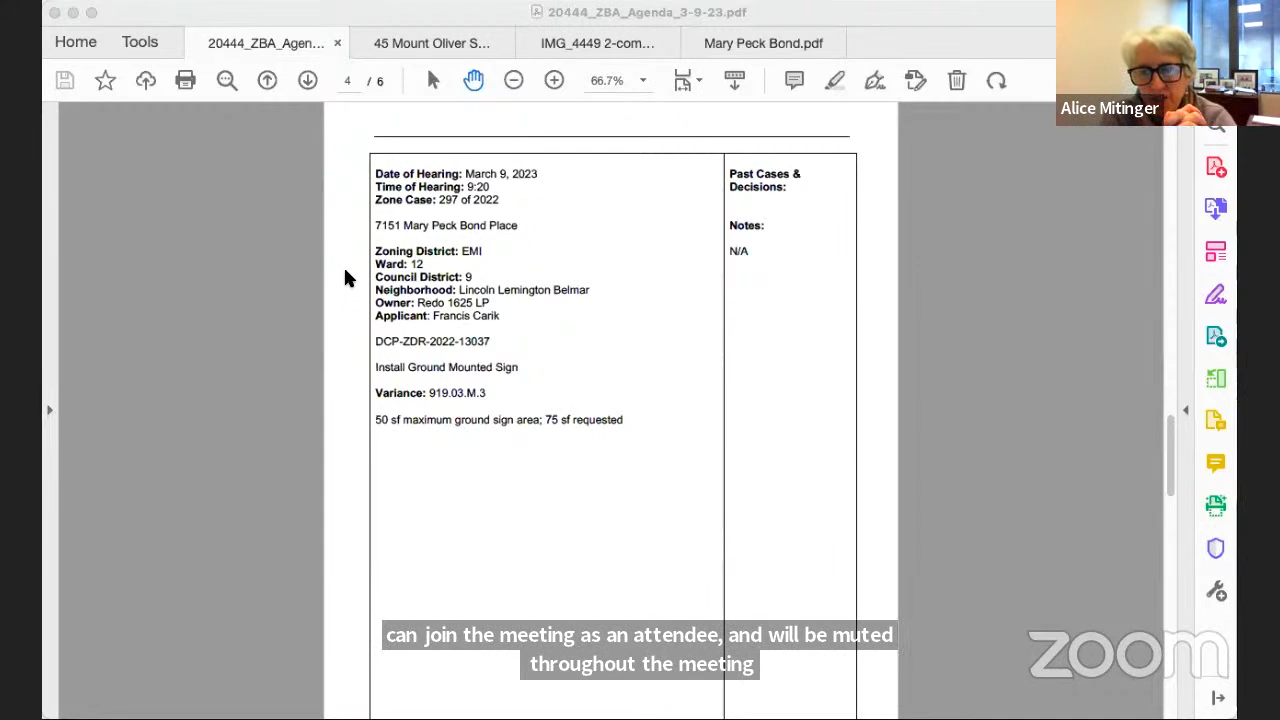 20444_ZBA_Agenda_3-9-23.pdf
Home
Tools
20444_ZBA_Agen... ×
45 Mount Oliver S...
IMG_4449 2-com...
Mary Peck Bond.pdf
4 / 6
66.7%
Alice Mitinger
Date of Hearing: March 9, 2023
Time of Hearing: 9:20
Zone Case: 297 of 2022
7151 Mary Peck Bond Place
Zoning District: EMI
Ward: 12
Council District: 9
Neighborhood: Lincoln Lemington Belmar
Owner: Redo 1625 LP
Applicant: Francis Carik
DCP-ZDR-2022-13037
Install Ground Mounted Sign
Variance: 919.03.M.3
50 sf maximum ground sign area; 75 sf requested
Past Cases &
Decisions:
Notes:
N/A
can join the meeting as an attendee, and will be muted
throughout the meeting
zoom